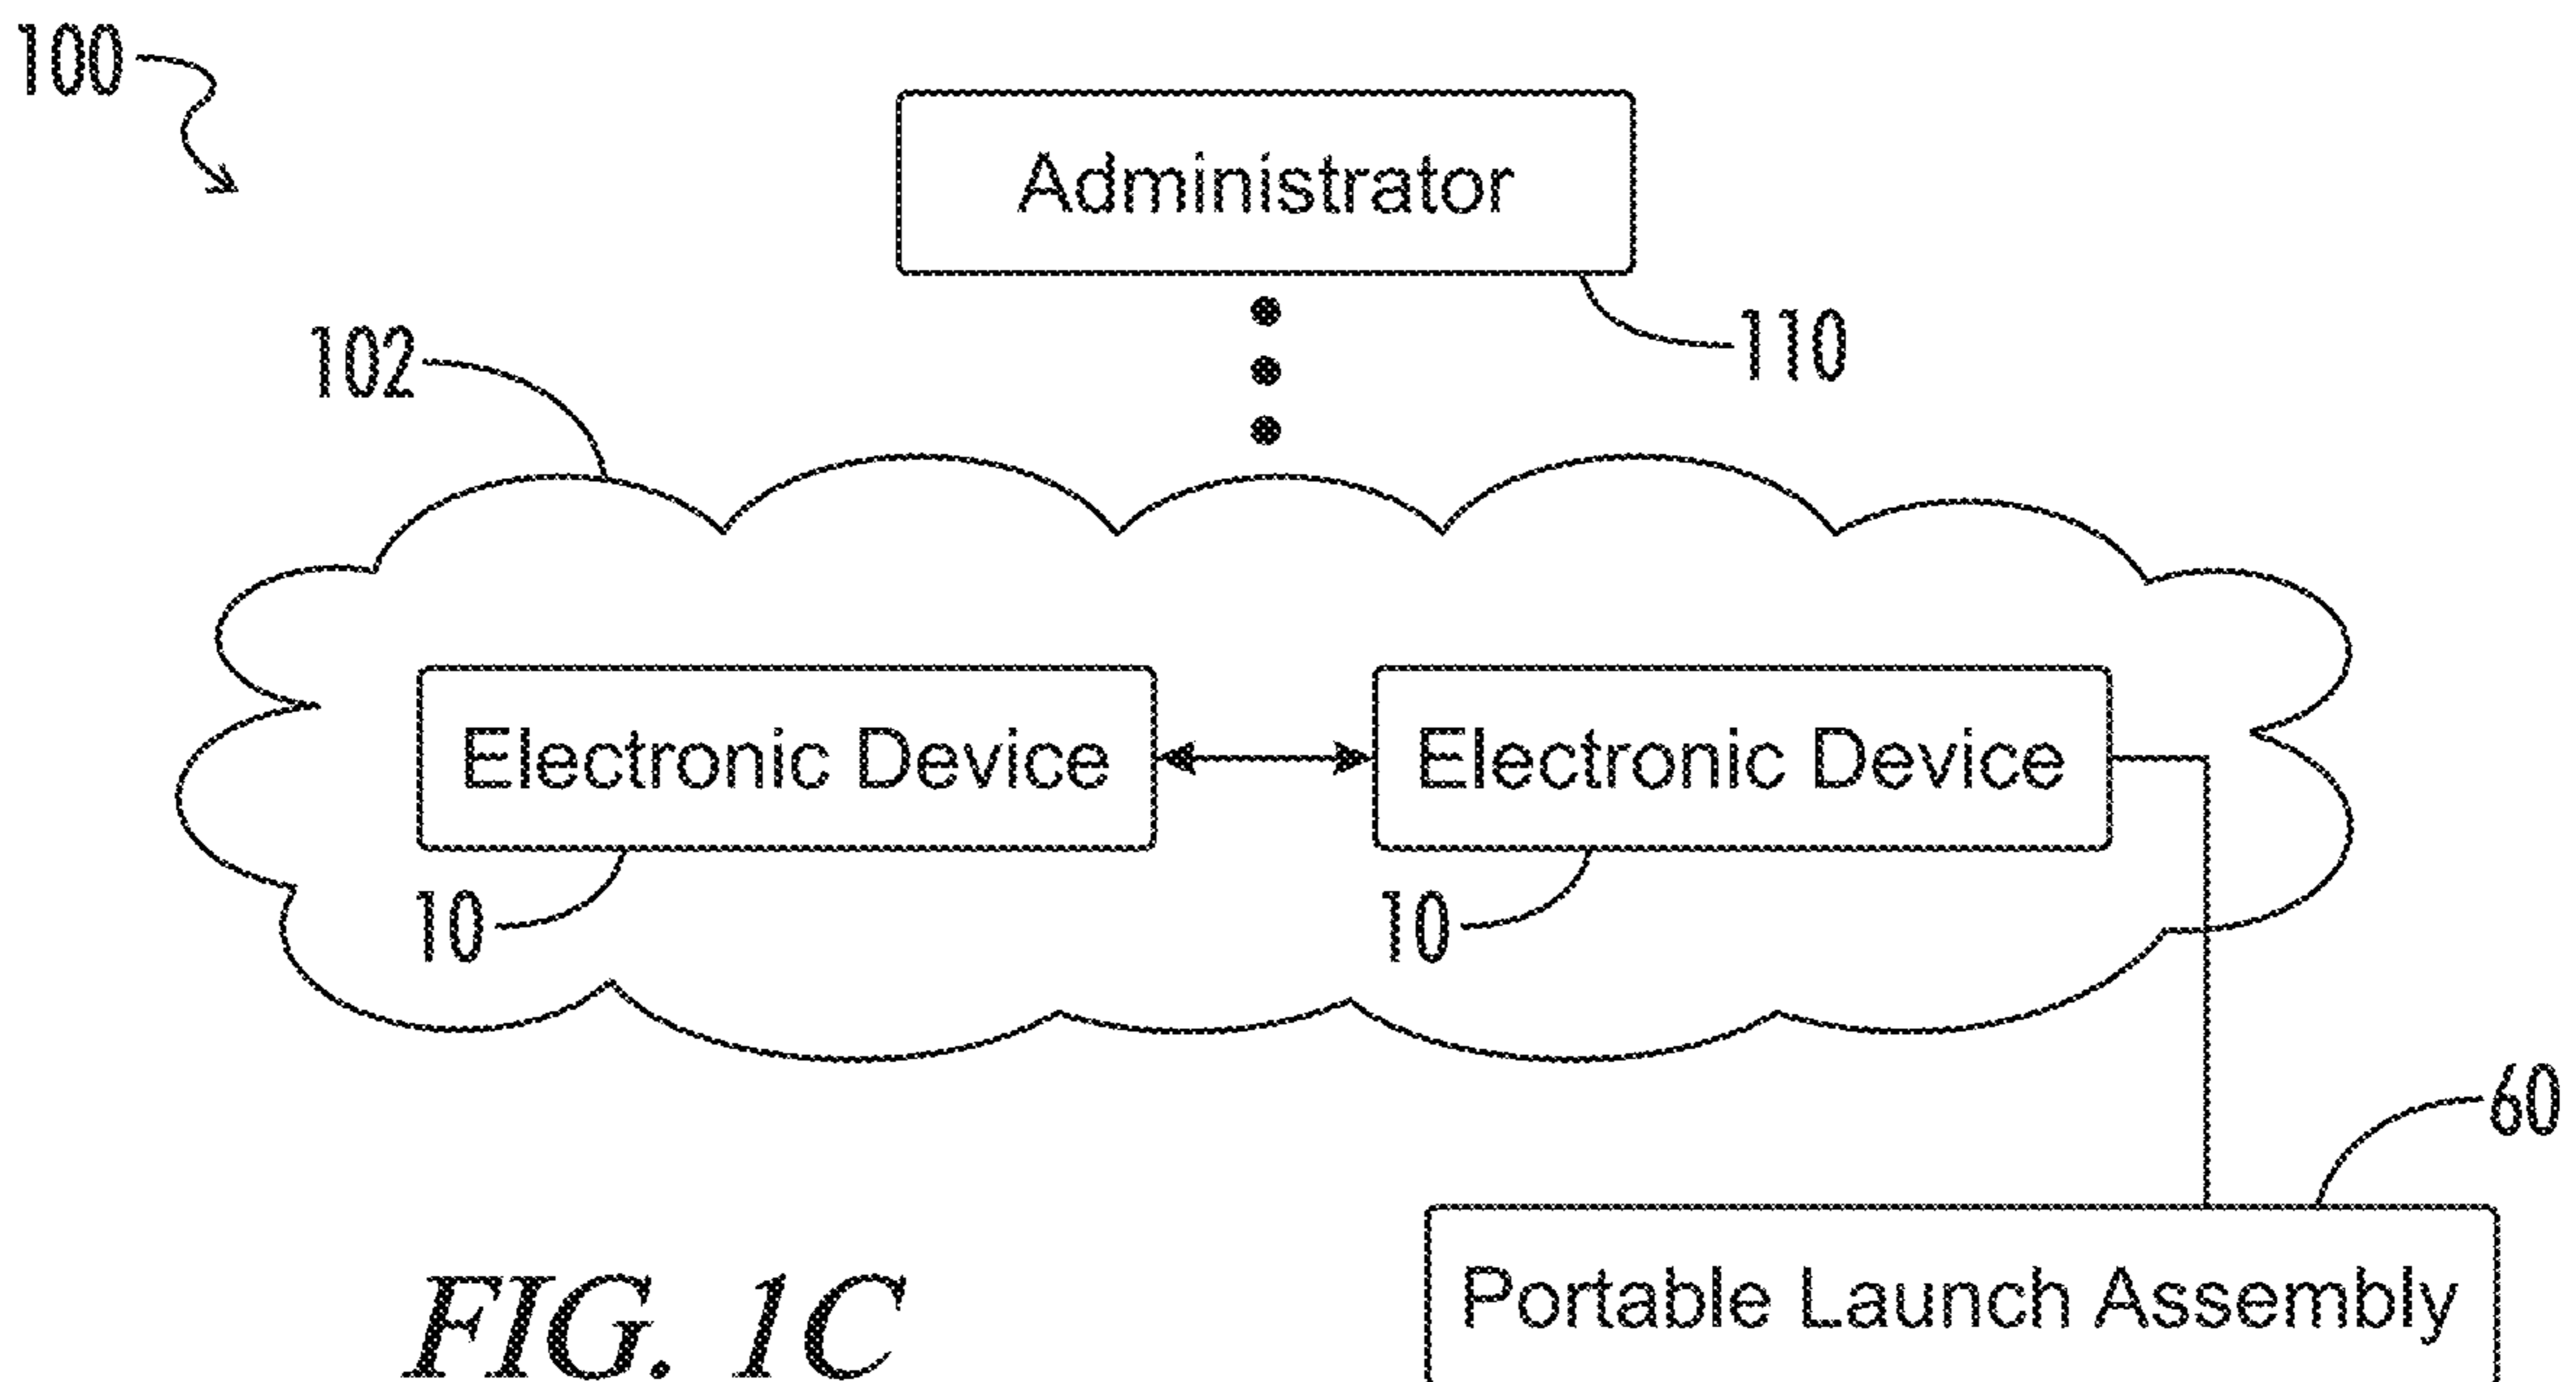 100
Administrator
110
102
Electronic Device
Electronic Device
10
10
60
Portable Launch Assembly
FIG. 1C